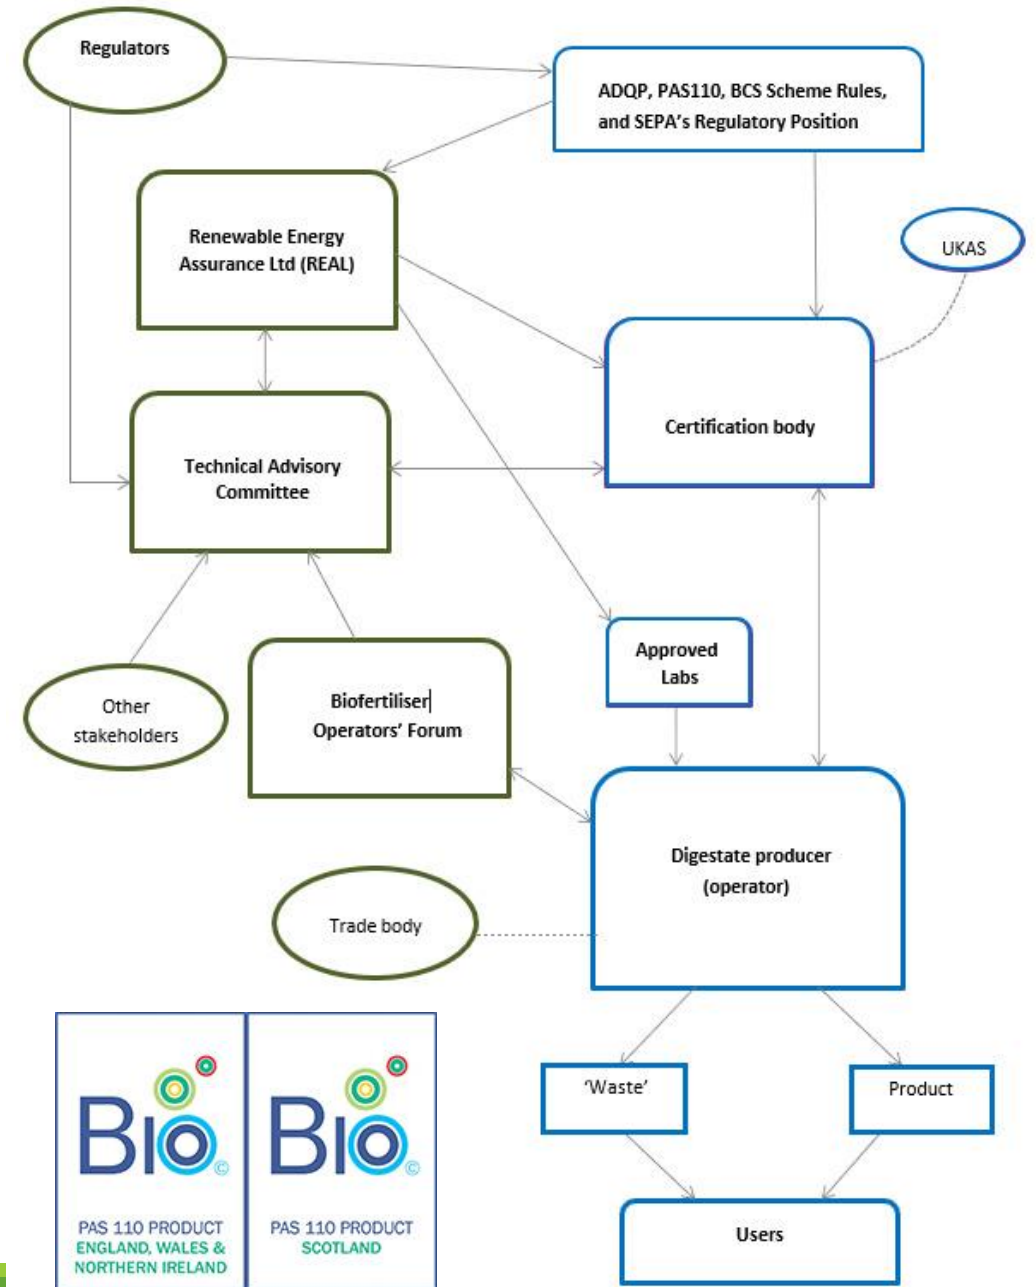 Regulators
ADQP, PAS110, BCS Scheme Rules,
and SEPA's Regulatory Position
Renewable Energy
Assurance Ltd (REAL)
UKAS
Certification body
Technical Advisory
Committee
Approved
Labs
Other
stakeholders
Biofertiliser
Operators' Forum
Digestate producer
(operator)
Trade body
'Waste'
Product
Users
BIO©
PAS 110 PRODUCT
ENGLAND, WALES &
NORTHERN IRELAND
BIO©
PAS 110 PRODUCT
SCOTLAND